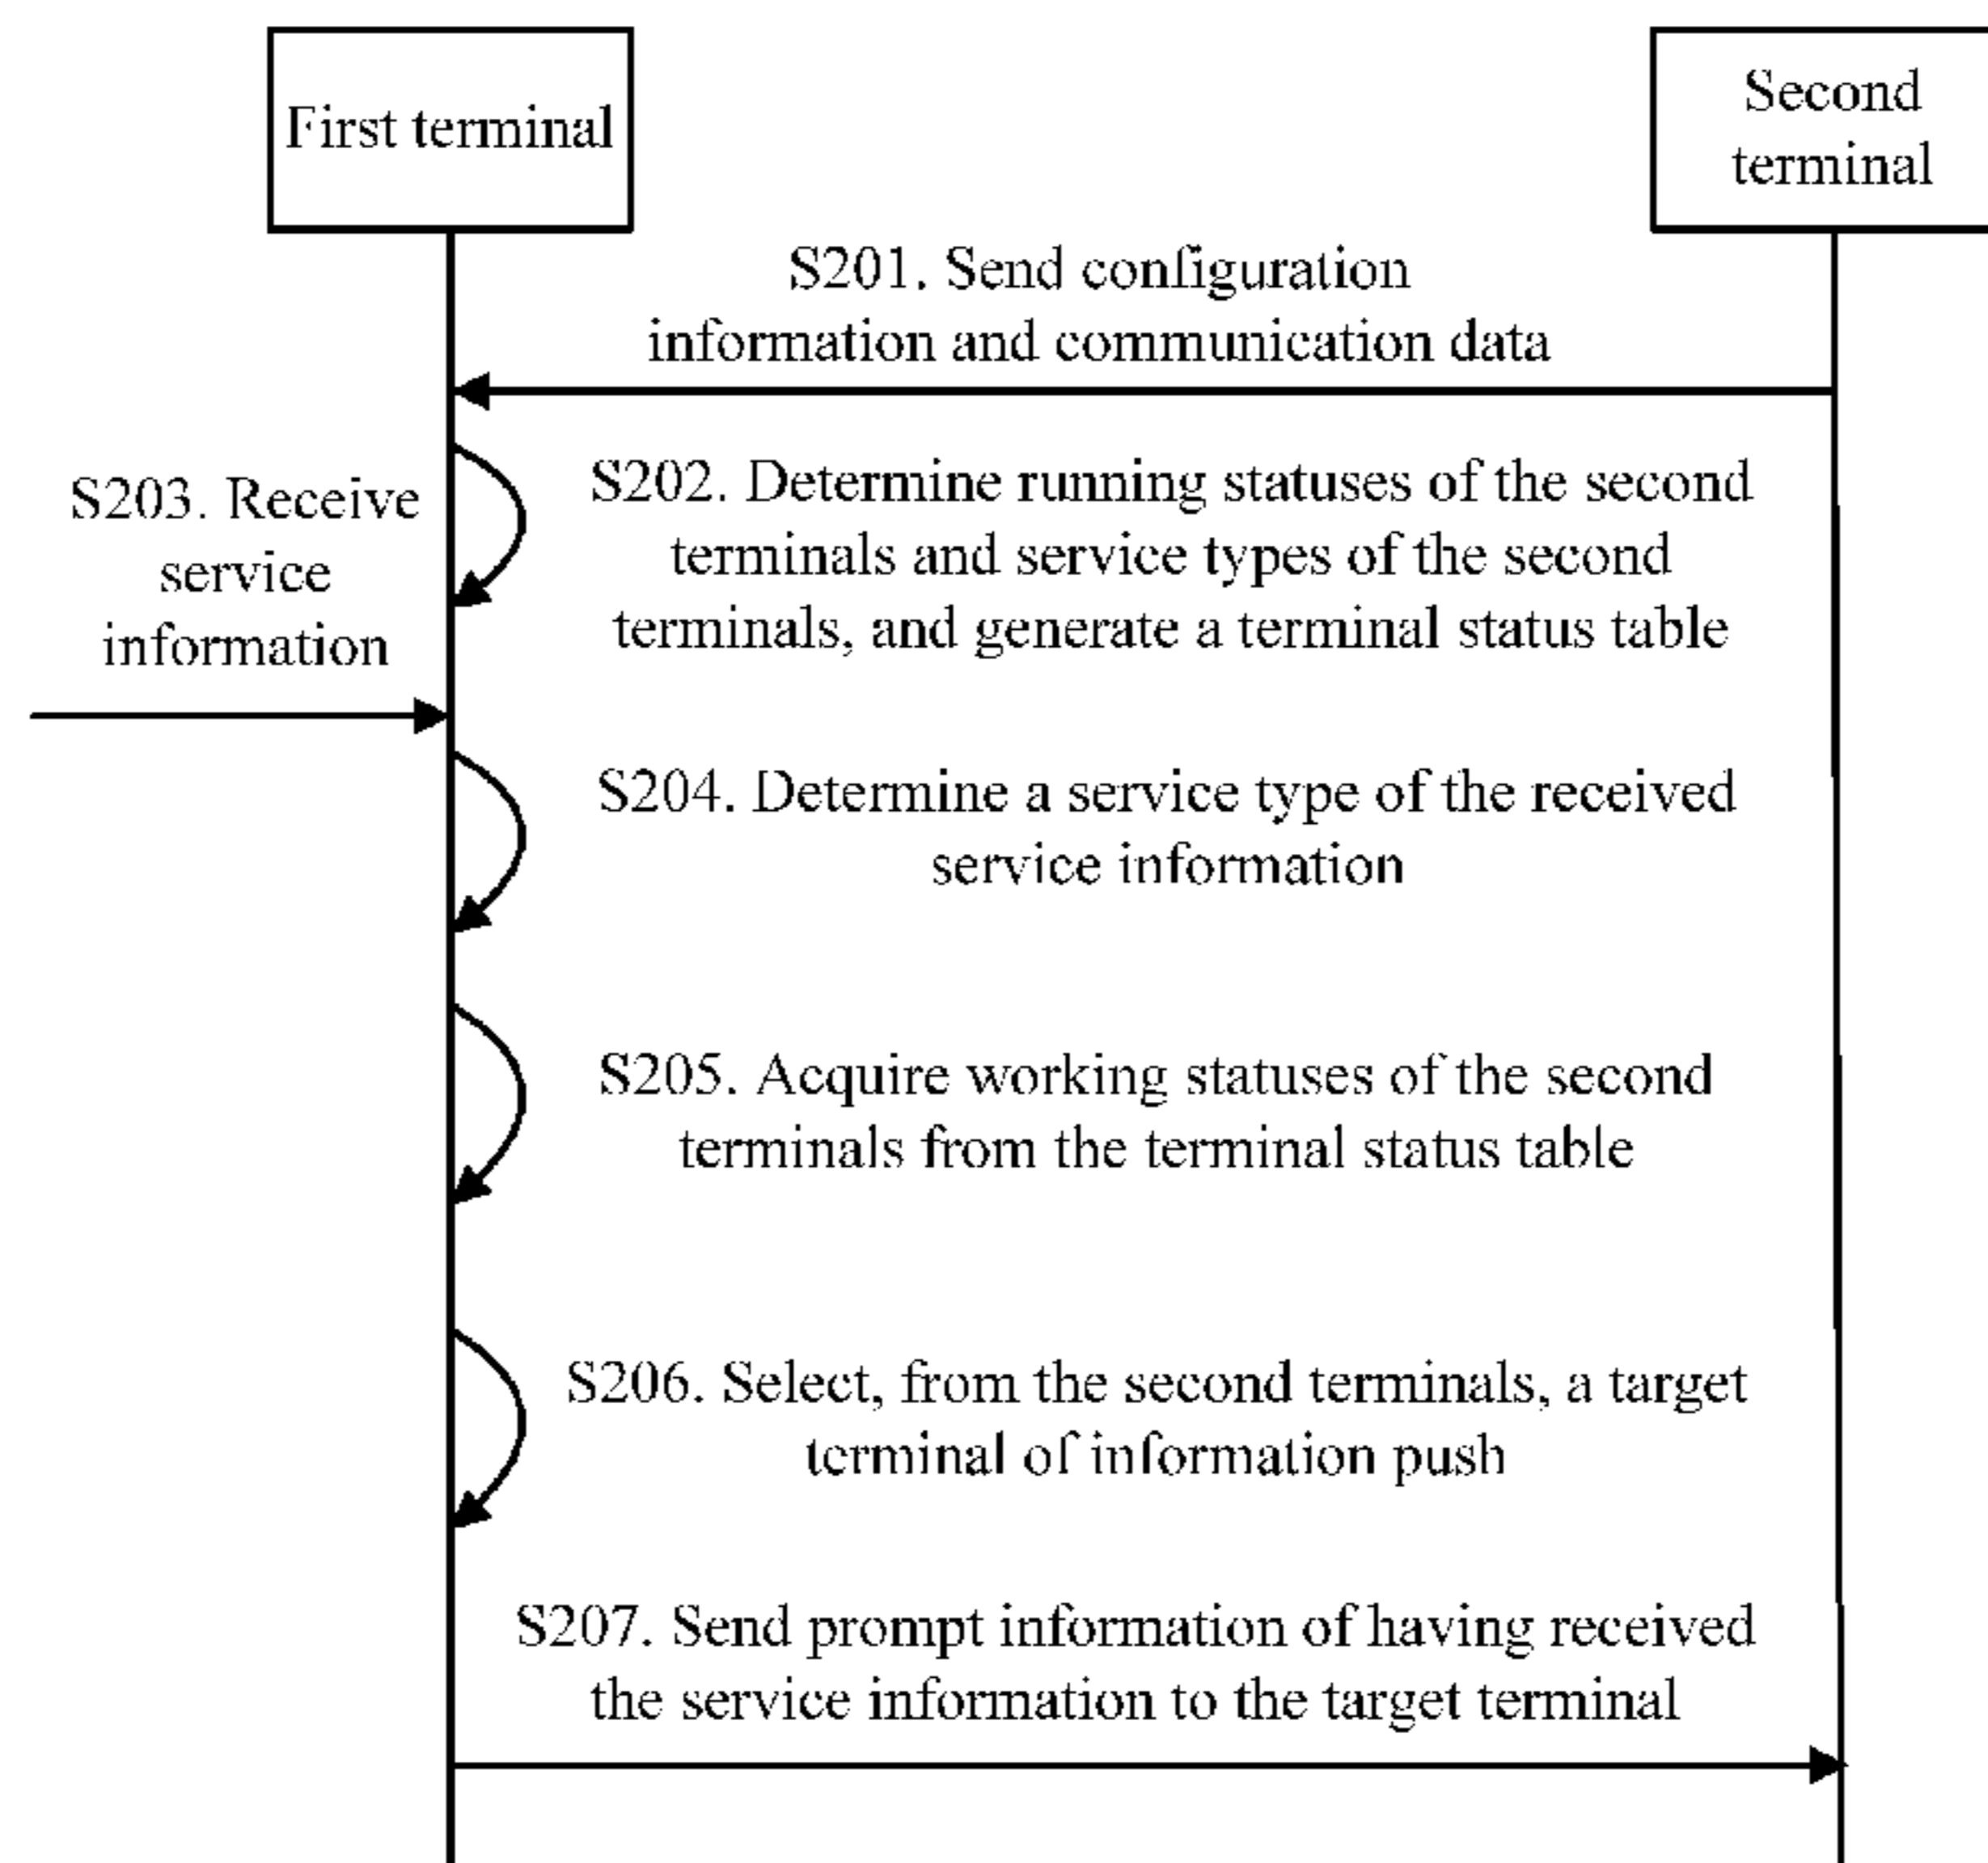 First terminal
Second
terminal
S201. Send configuration
information and communication data
S203. Receive
service
information
S202. Determine running statuses of the second
terminals and service types of the second
terminals, and generate a terminal status table
S204. Determine a service type of the received
service information
S205. Acquire working statuses of the second
terminals from the terminal status table
S206. Select, from the second terminals, a target
terminal of information push
S207. Send prompt information of having received
the service information to the target terminal